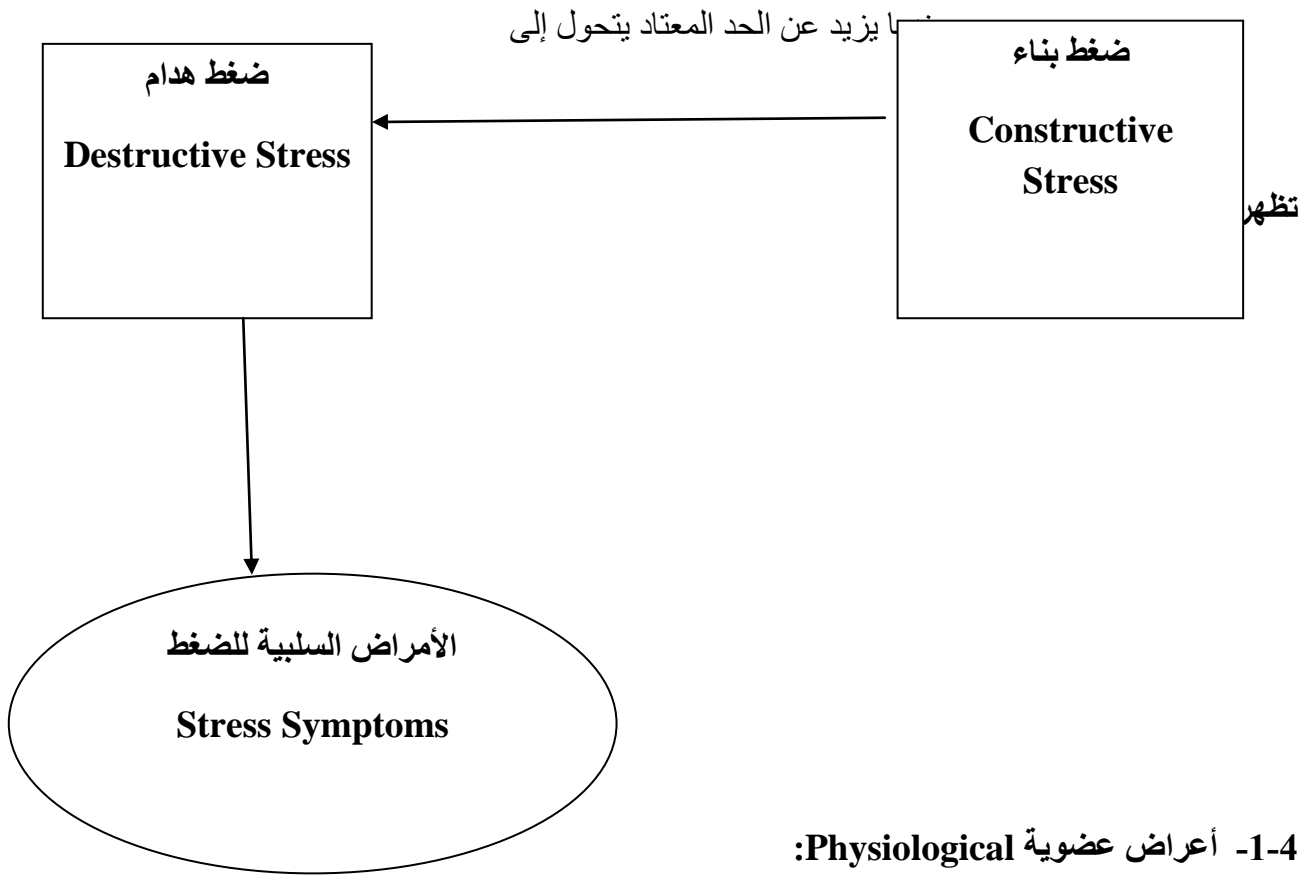 يزيد عن الحد المعتاد يتحول إلى
ضغط بناء
Constructive
Stress
ضغط هدام
Destructive Stress
تظهر
الأمراض السلبية للضغط
Stress Symptoms
4-1- أعراض عضوية Physiological: